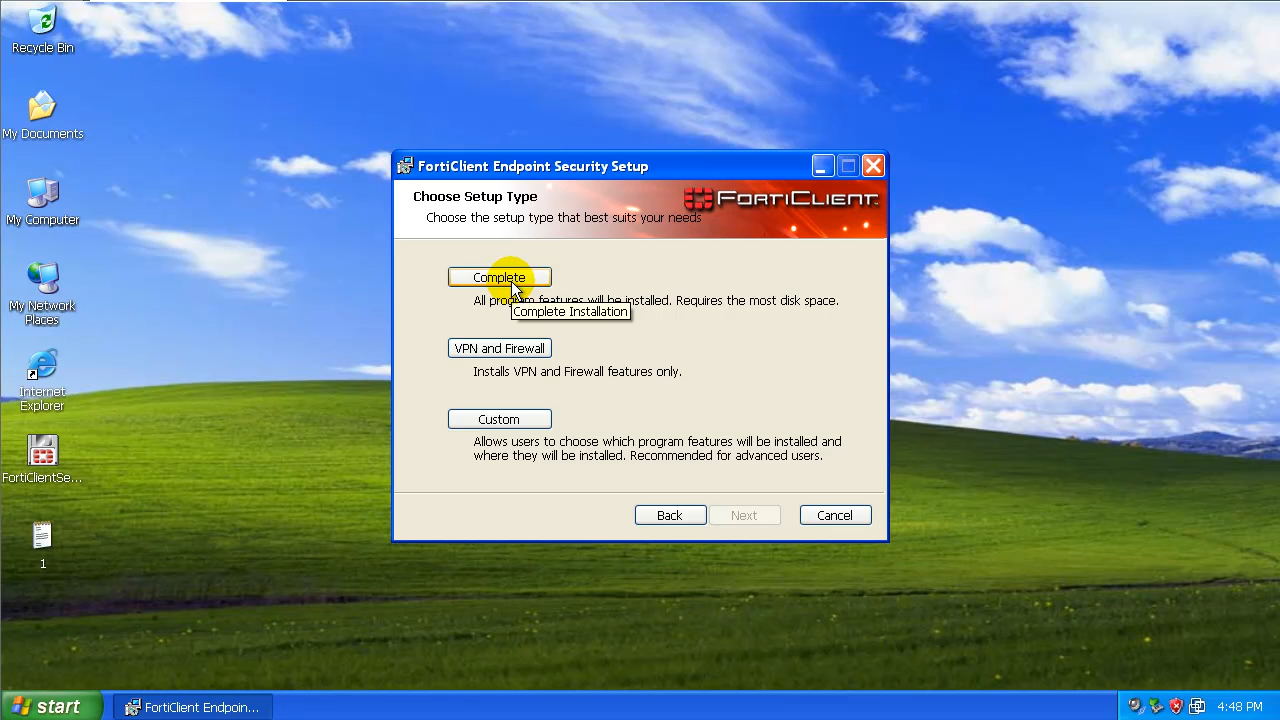 Recycle Bin
My Documents
My Computer
My Network
Places
Internet
Explorer
FortiClientSe...
1
FortiClient Endpoint Security Setup
Choose Setup Type
Choose the setup type that best suits your needs
FORTICLIENT
Complete
All program features will be installed. Requires the most disk space.
Complete Installation
VPN and Firewall
Installs VPN and Firewall features only.
Custom
Allows users to choose which program features will be installed and
where they will be installed. Recommended for advanced users.
Back
Next
Cancel
start
FortiClient Endpoin...
4:48 PM